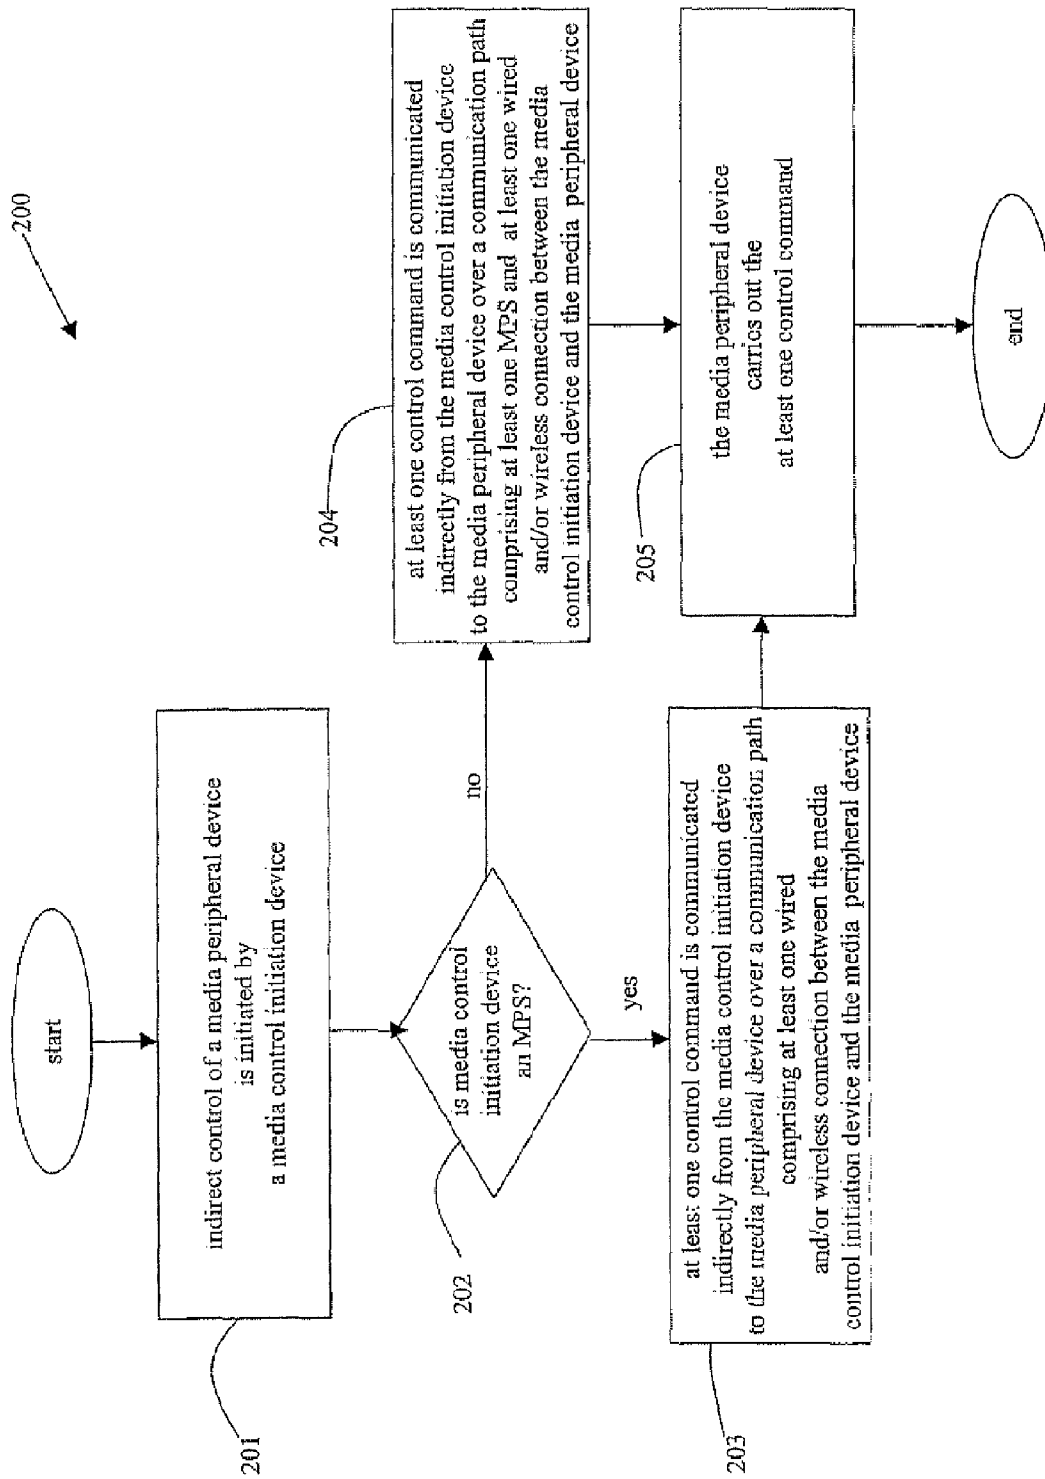 200
start
201
indirect control of a media peripheral device
is initiated by
a media control initiation device
202
is media control
initiation device
an MPS?
no
yes
203
at least one control command is communicated
indirectly from the media control initiation device
to the media peripheral device over a communication path
comprising at least one wired
and/or wireless connection between the media
control initiation device and the media peripheral device
204
at least one control command is communicated
indirectly from the media control initiation device
to the media peripheral device over a communication path
comprising at least one MPS and at least one wired
and/or wireless connection between the media
control initiation device and the media peripheral device
205
the media peripheral device
carries out the
at least one control command
end